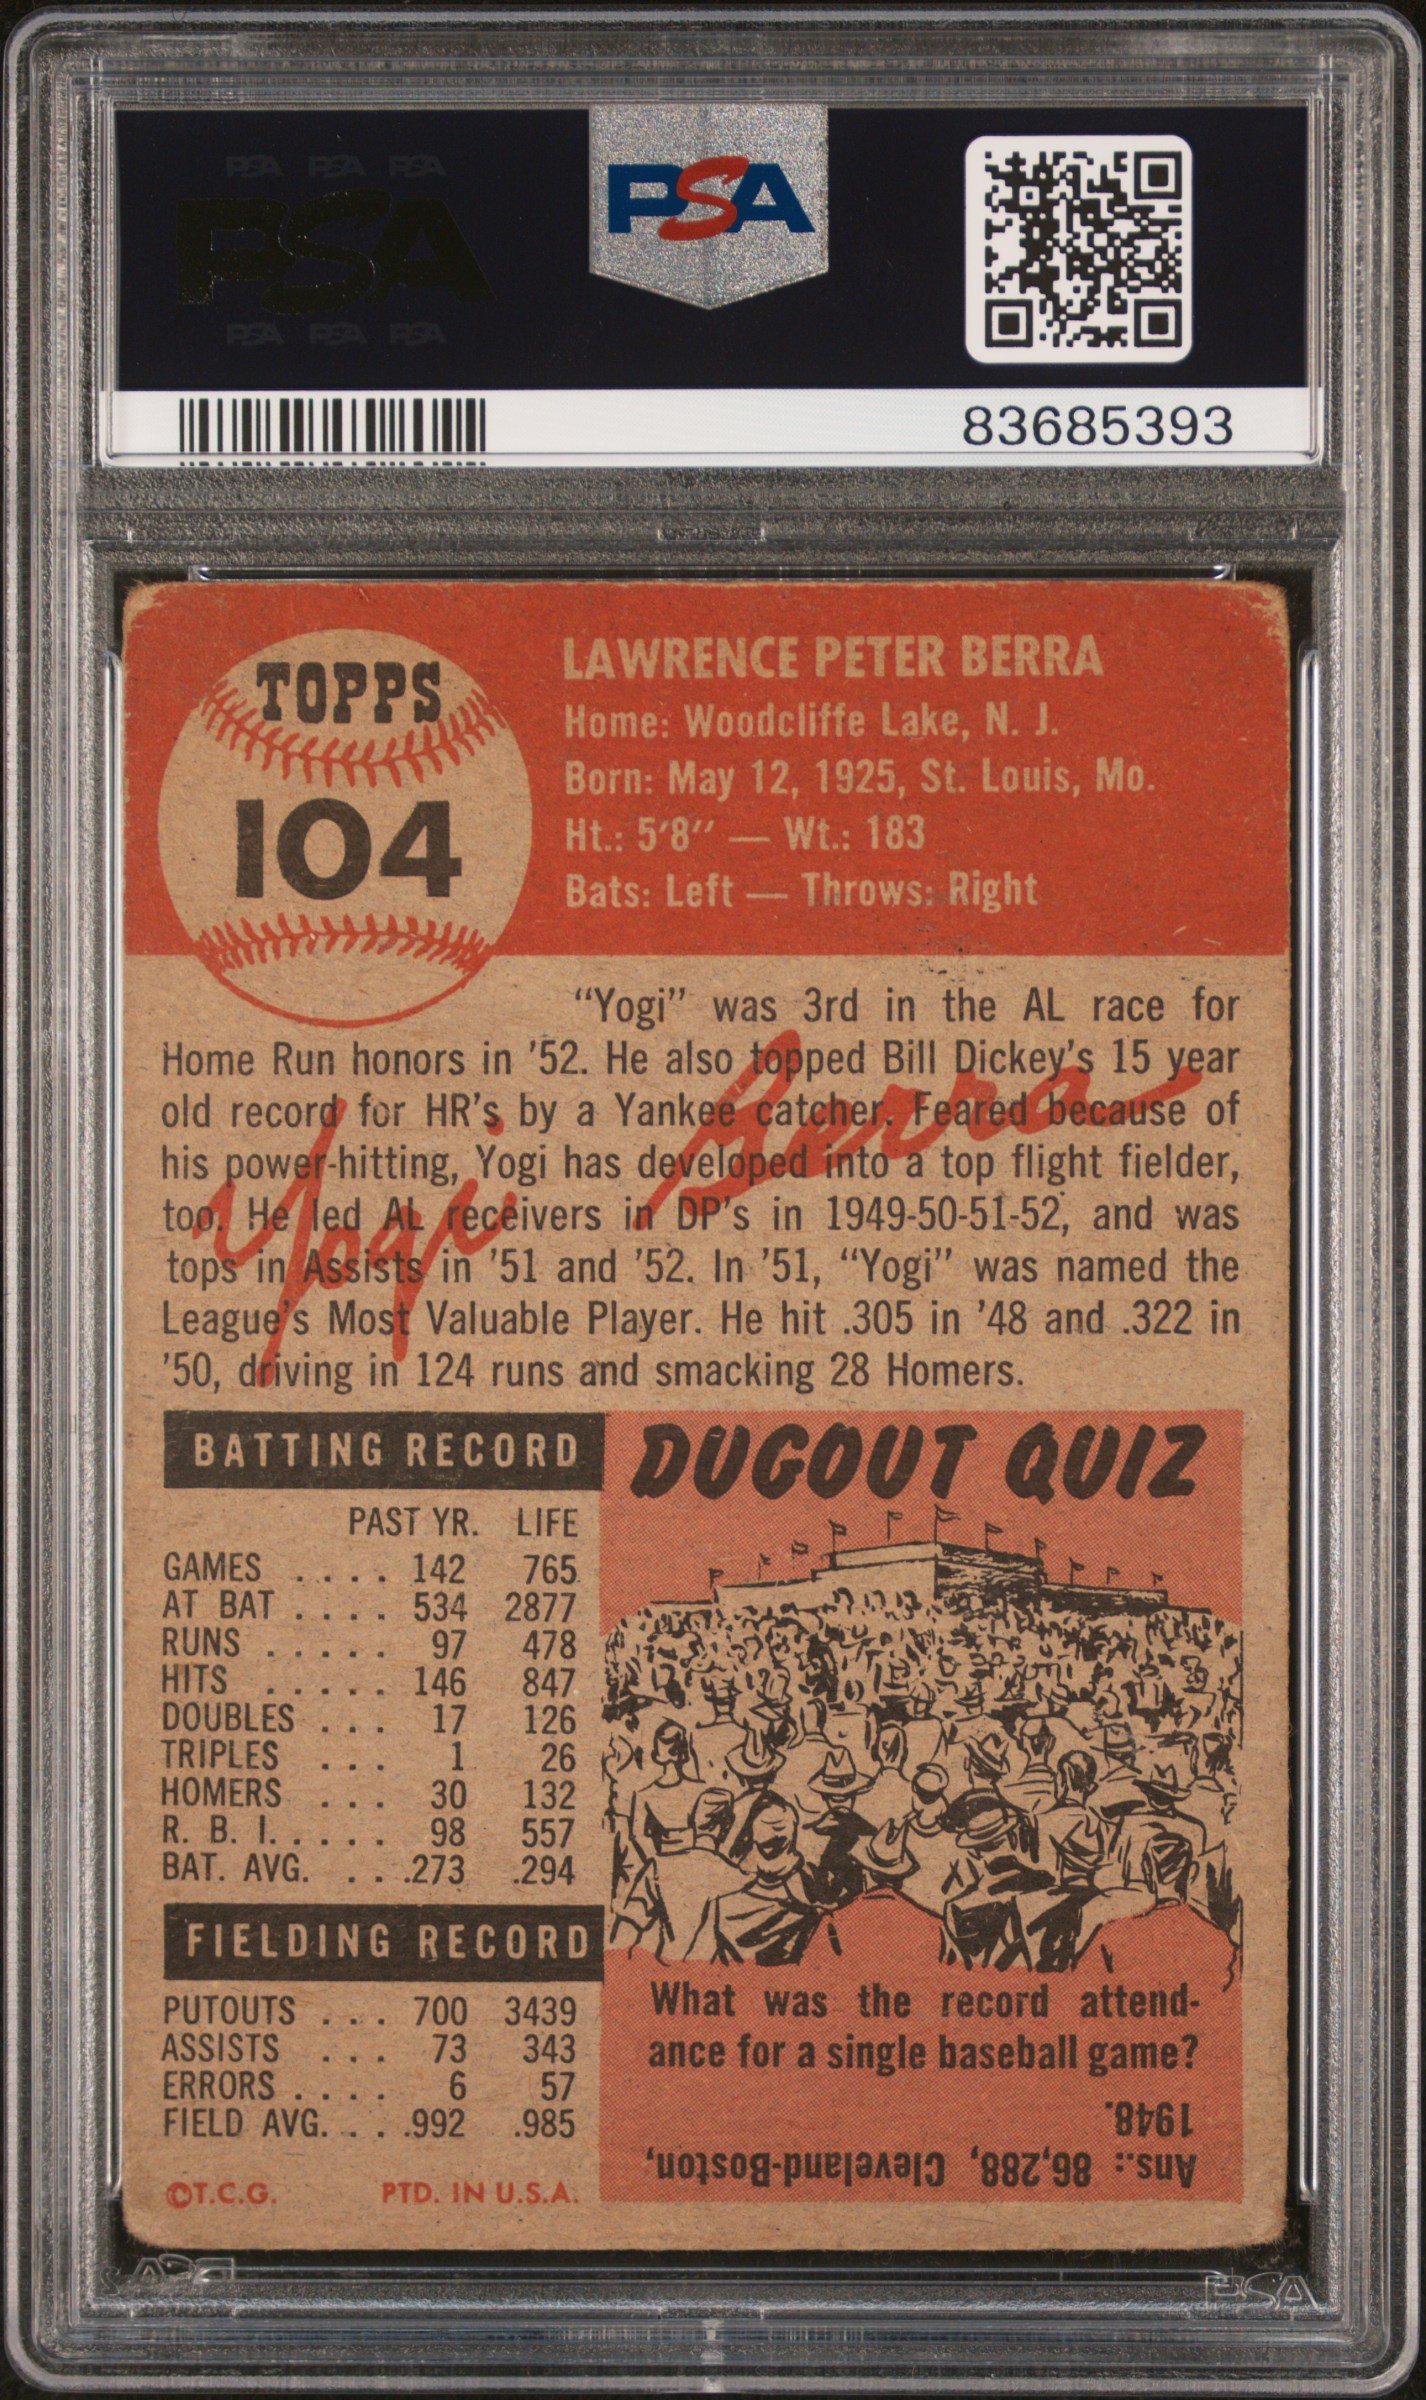 PSA PSA PSA
PSA
PSA PSA PSA
PSA
83685393
TOPPS
104
LAWRENCE PETER BERRA
Home: Woodcliffe Lake, N. J.
Born: May 12, 1925, St. Louis, Mo.
Ht.: 5'8" — Wt.: 183
Bats: Left — Throws: Right
"Yogi" was 3rd in the AL race for
Home Run honors in '52. He also topped Bill Dickey's 15 year
old record for HR's by a Yankee catcher. Feared because of
his power-hitting, Yogi has developed into a top flight fielder,
too. He led AL receivers in DP's in 1949-50-51-52, and was
tops in Assists in '51 and '52. In '51, "Yogi" was named the
League's Most Valuable Player. He hit .305 in '48 and .322 in
'50, driving in 124 runs and smacking 28 Homers.
Yogi Berra
BATTING RECORD
PAST YR. LIFE
GAMES .... 142 765
AT BAT .... 534 2877
RUNS ..... 97 478
HITS ..... 146 847
DOUBLES ... 17 126
TRIPLES ... 1 26
HOMERS ... 30 132
R. B. I. .... 98 557
BAT. AVG. ... .273 .294
FIELDING RECORD
PUTOUTS ... 700 3439
ASSISTS ... 73 343
ERRORS .... 6 57
FIELD AVG. ... .992 .985
©T.C.G. PTD. IN U.S.A.
DUGOUT QUIZ
What was the record attend-
ance for a single baseball game?
Ans.: 86,288, Cleveland-Boston,
1948.
PSA
PSA